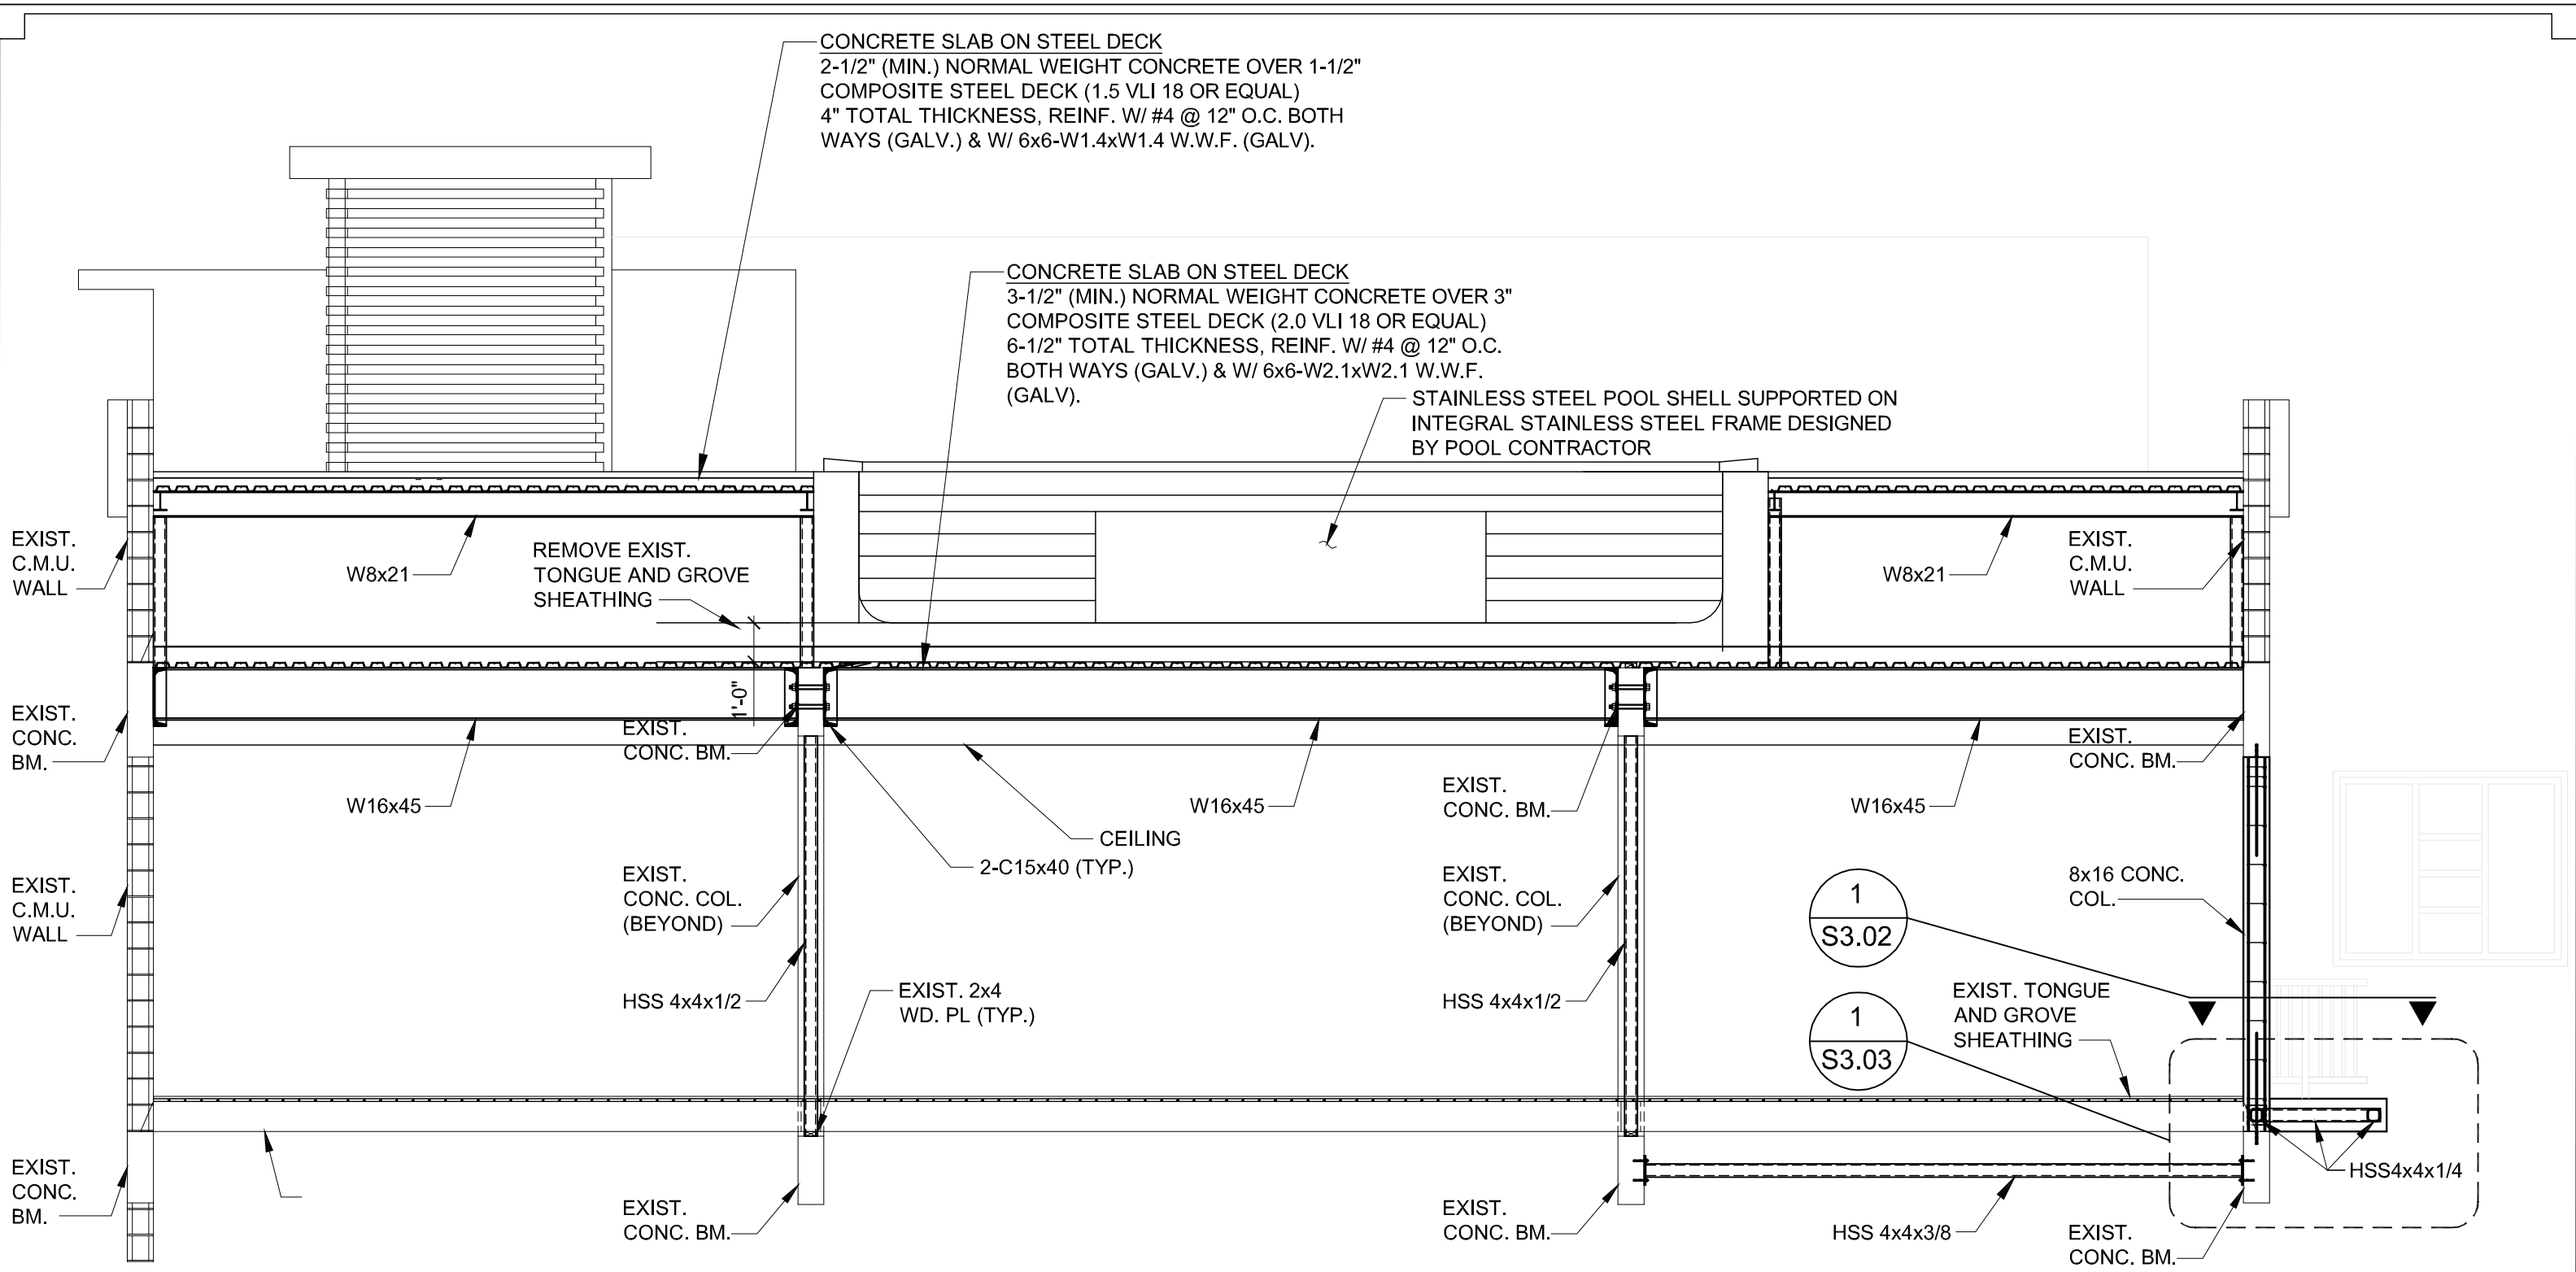 CONCRETE SLAB ON STEEL DECK
2-1/2" (MIN.) NORMAL WEIGHT CONCRETE OVER 1-1/2"
COMPOSITE STEEL DECK (1.5 VLI 18 OR EQUAL)
4" TOTAL THICKNESS, REINF. W/ #4 @ 12" O.C. BOTH
WAYS (GALV.) & W/ 6x6-W1.4xW1.4 W.W.F. (GALV).
CONCRETE SLAB ON STEEL DECK
3-1/2" (MIN.) NORMAL WEIGHT CONCRETE OVER 3"
COMPOSITE STEEL DECK (2.0 VLI 18 OR EQUAL)
6-1/2" TOTAL THICKNESS, REINF. W/ #4 @ 12" O.C.
BOTH WAYS (GALV.) & W/ 6x6-W2.1xW2.1 W.W.F.
(GALV).
STAINLESS STEEL POOL SHELL SUPPORTED ON
INTEGRAL STAINLESS STEEL FRAME DESIGNED
BY POOL CONTRACTOR
EXIST.
C.M.U.
WALL
W8x21
REMOVE EXIST.
TONGUE AND GROVE
SHEATHING
W8x21
EXIST.
C.M.U.
WALL
1'-0"
EXIST.
CONC.
BM.
EXIST.
CONC. BM.
EXIST.
CONC. BM.
W16x45
CEILING
2-C15x40 (TYP.)
W16x45
EXIST.
CONC. BM.
W16x45
EXIST.
C.M.U.
WALL
EXIST.
CONC. COL.
(BEYOND)
EXIST.
CONC. COL.
(BEYOND)
1
S3.02
8x16 CONC.
COL.
HSS 4x4x1/2
EXIST. 2x4
WD. PL (TYP.)
HSS 4x4x1/2
1
S3.03
EXIST. TONGUE
AND GROVE
SHEATHING
EXIST.
CONC.
BM.
EXIST.
CONC. BM.
EXIST.
CONC. BM.
HSS 4x4x3/8
HSS4x4x1/4
EXIST.
CONC. BM.